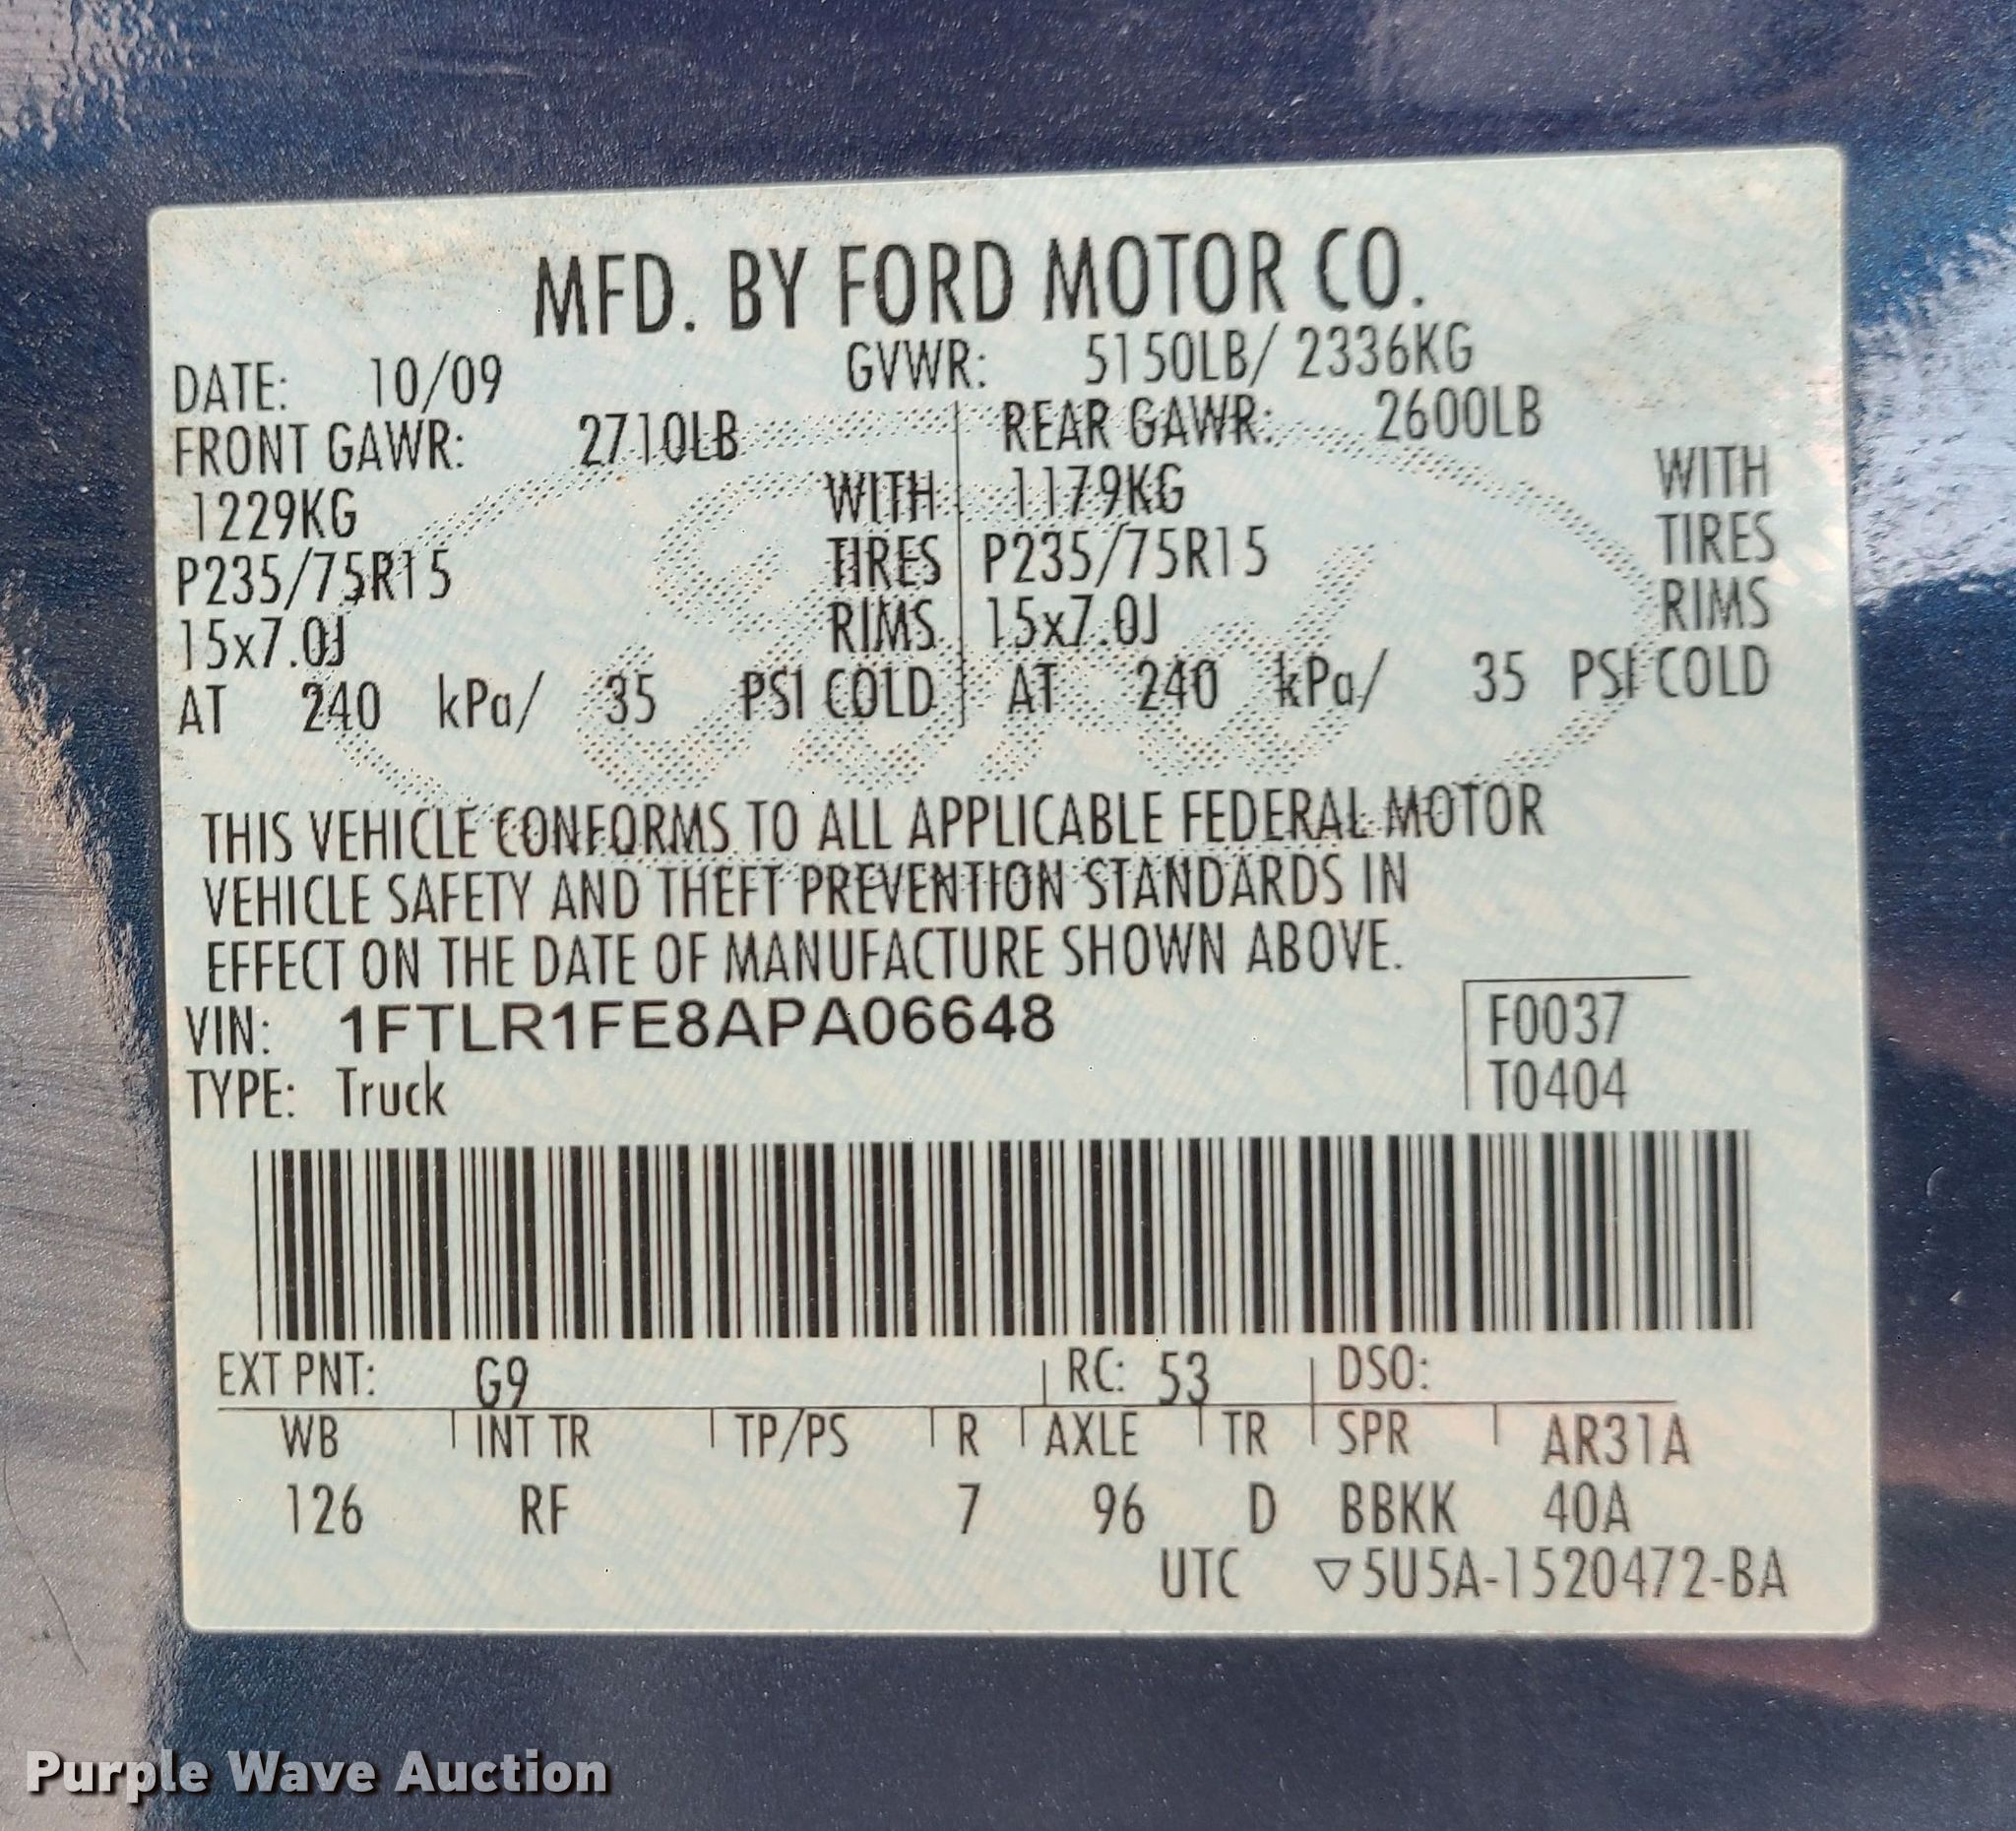 MFD. BY FORD MOTOR CO.
DATE: 10/09 GVWR: 5150LB/ 2336KG
FRONT GAWR: 2710LB REAR GAWR: 2600LB
1229KG WITH 1179KG WITH
P235/75R15 TIRES P235/75R15 TIRES
15x7.0J RIMS 15x7.0J RIMS
AT 240 kPa/ 35 PSI COLD AT 240 kPa/ 35 PSI COLD
THIS VEHICLE CONFORMS TO ALL APPLICABLE FEDERAL MOTOR
VEHICLE SAFETY AND THEFT PREVENTION STANDARDS IN
EFFECT ON THE DATE OF MANUFACTURE SHOWN ABOVE.
VIN: 1FTLR1FE8APA06648 F0037
TYPE: Truck T0404
EXT PNT: G9 RC: 53 DSO:
WB INT TR TP/PS R AXLE TR SPR AR31A
126 RF 7 96 D BBKK 40A
UTC ▽5U5A-1520472-BA
Purple Wave Auction